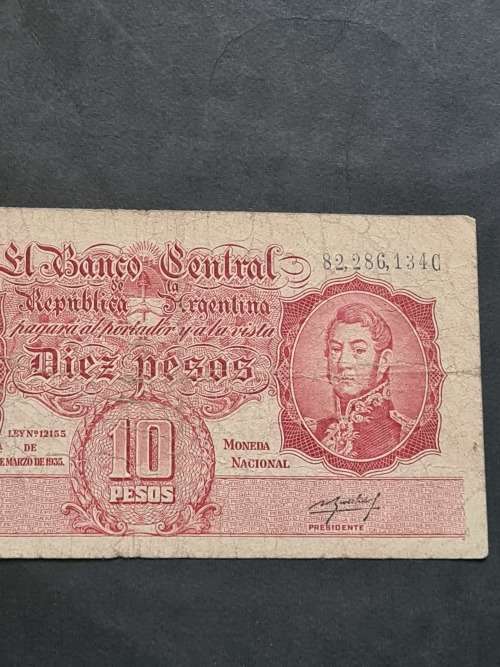 El Banco Central
82,286,134C
de la
República Argentina
pagará al portador y a la vista
Diez pesos
LEY Nº 12155
DE
MARZO DE 1935.
10
PESOS
MONEDA
NACIONAL
PRESIDENTE